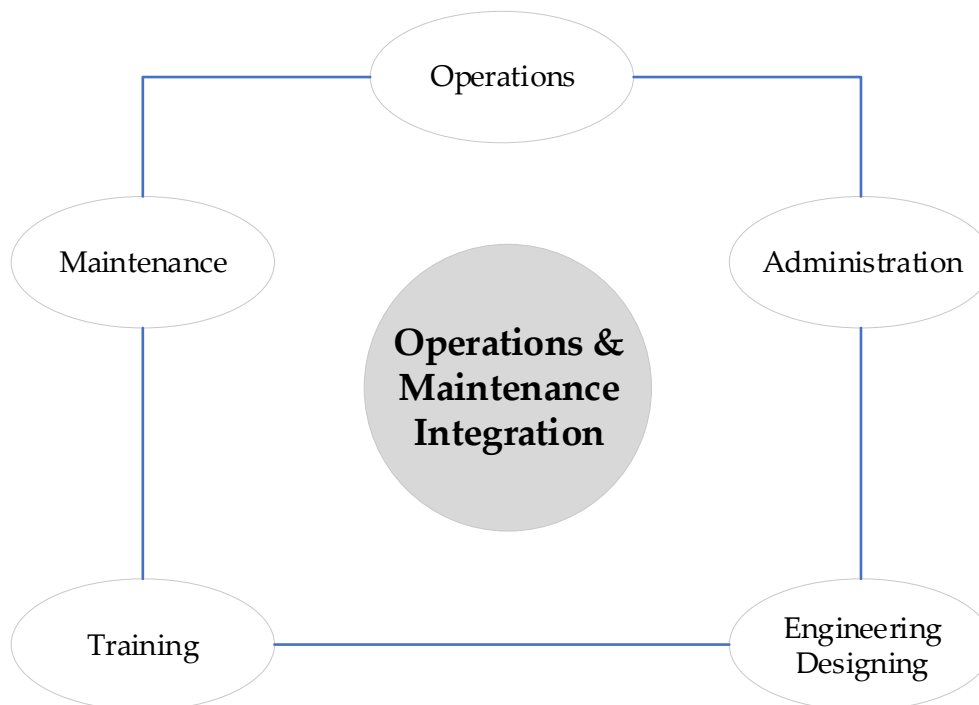 Operations
Maintenance
Administration
Operations &
Maintenance
Integration
Training
Engineering
Designing